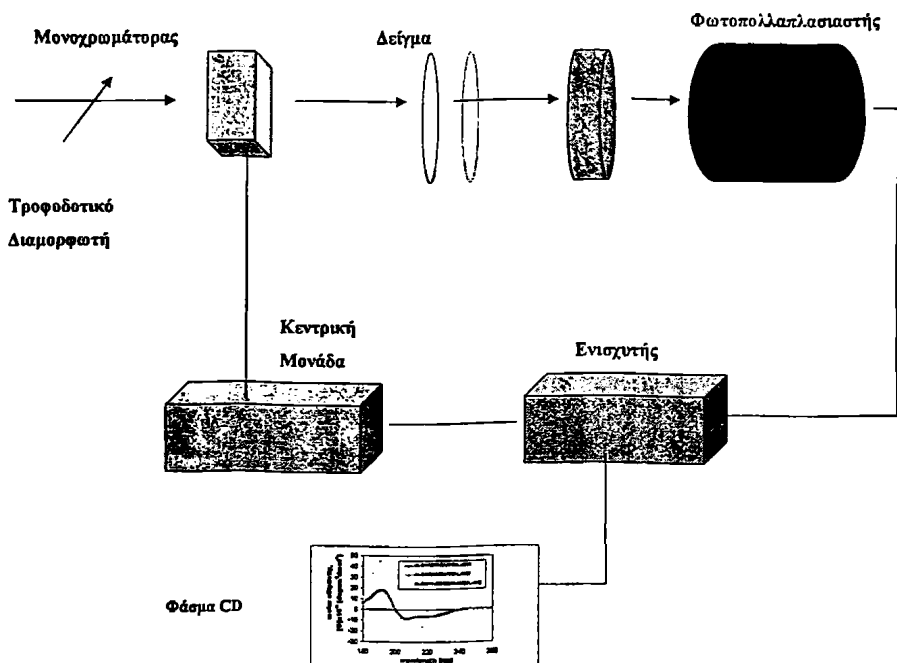 Μονοχρωμάτορας
Δείγμα
Φωτοπολλαπλασιαστής
Τροφοδοτικό
Διαμορφωτή
Κεντρική
Μονάδα
Ενισχυτής
Φάσμα CD